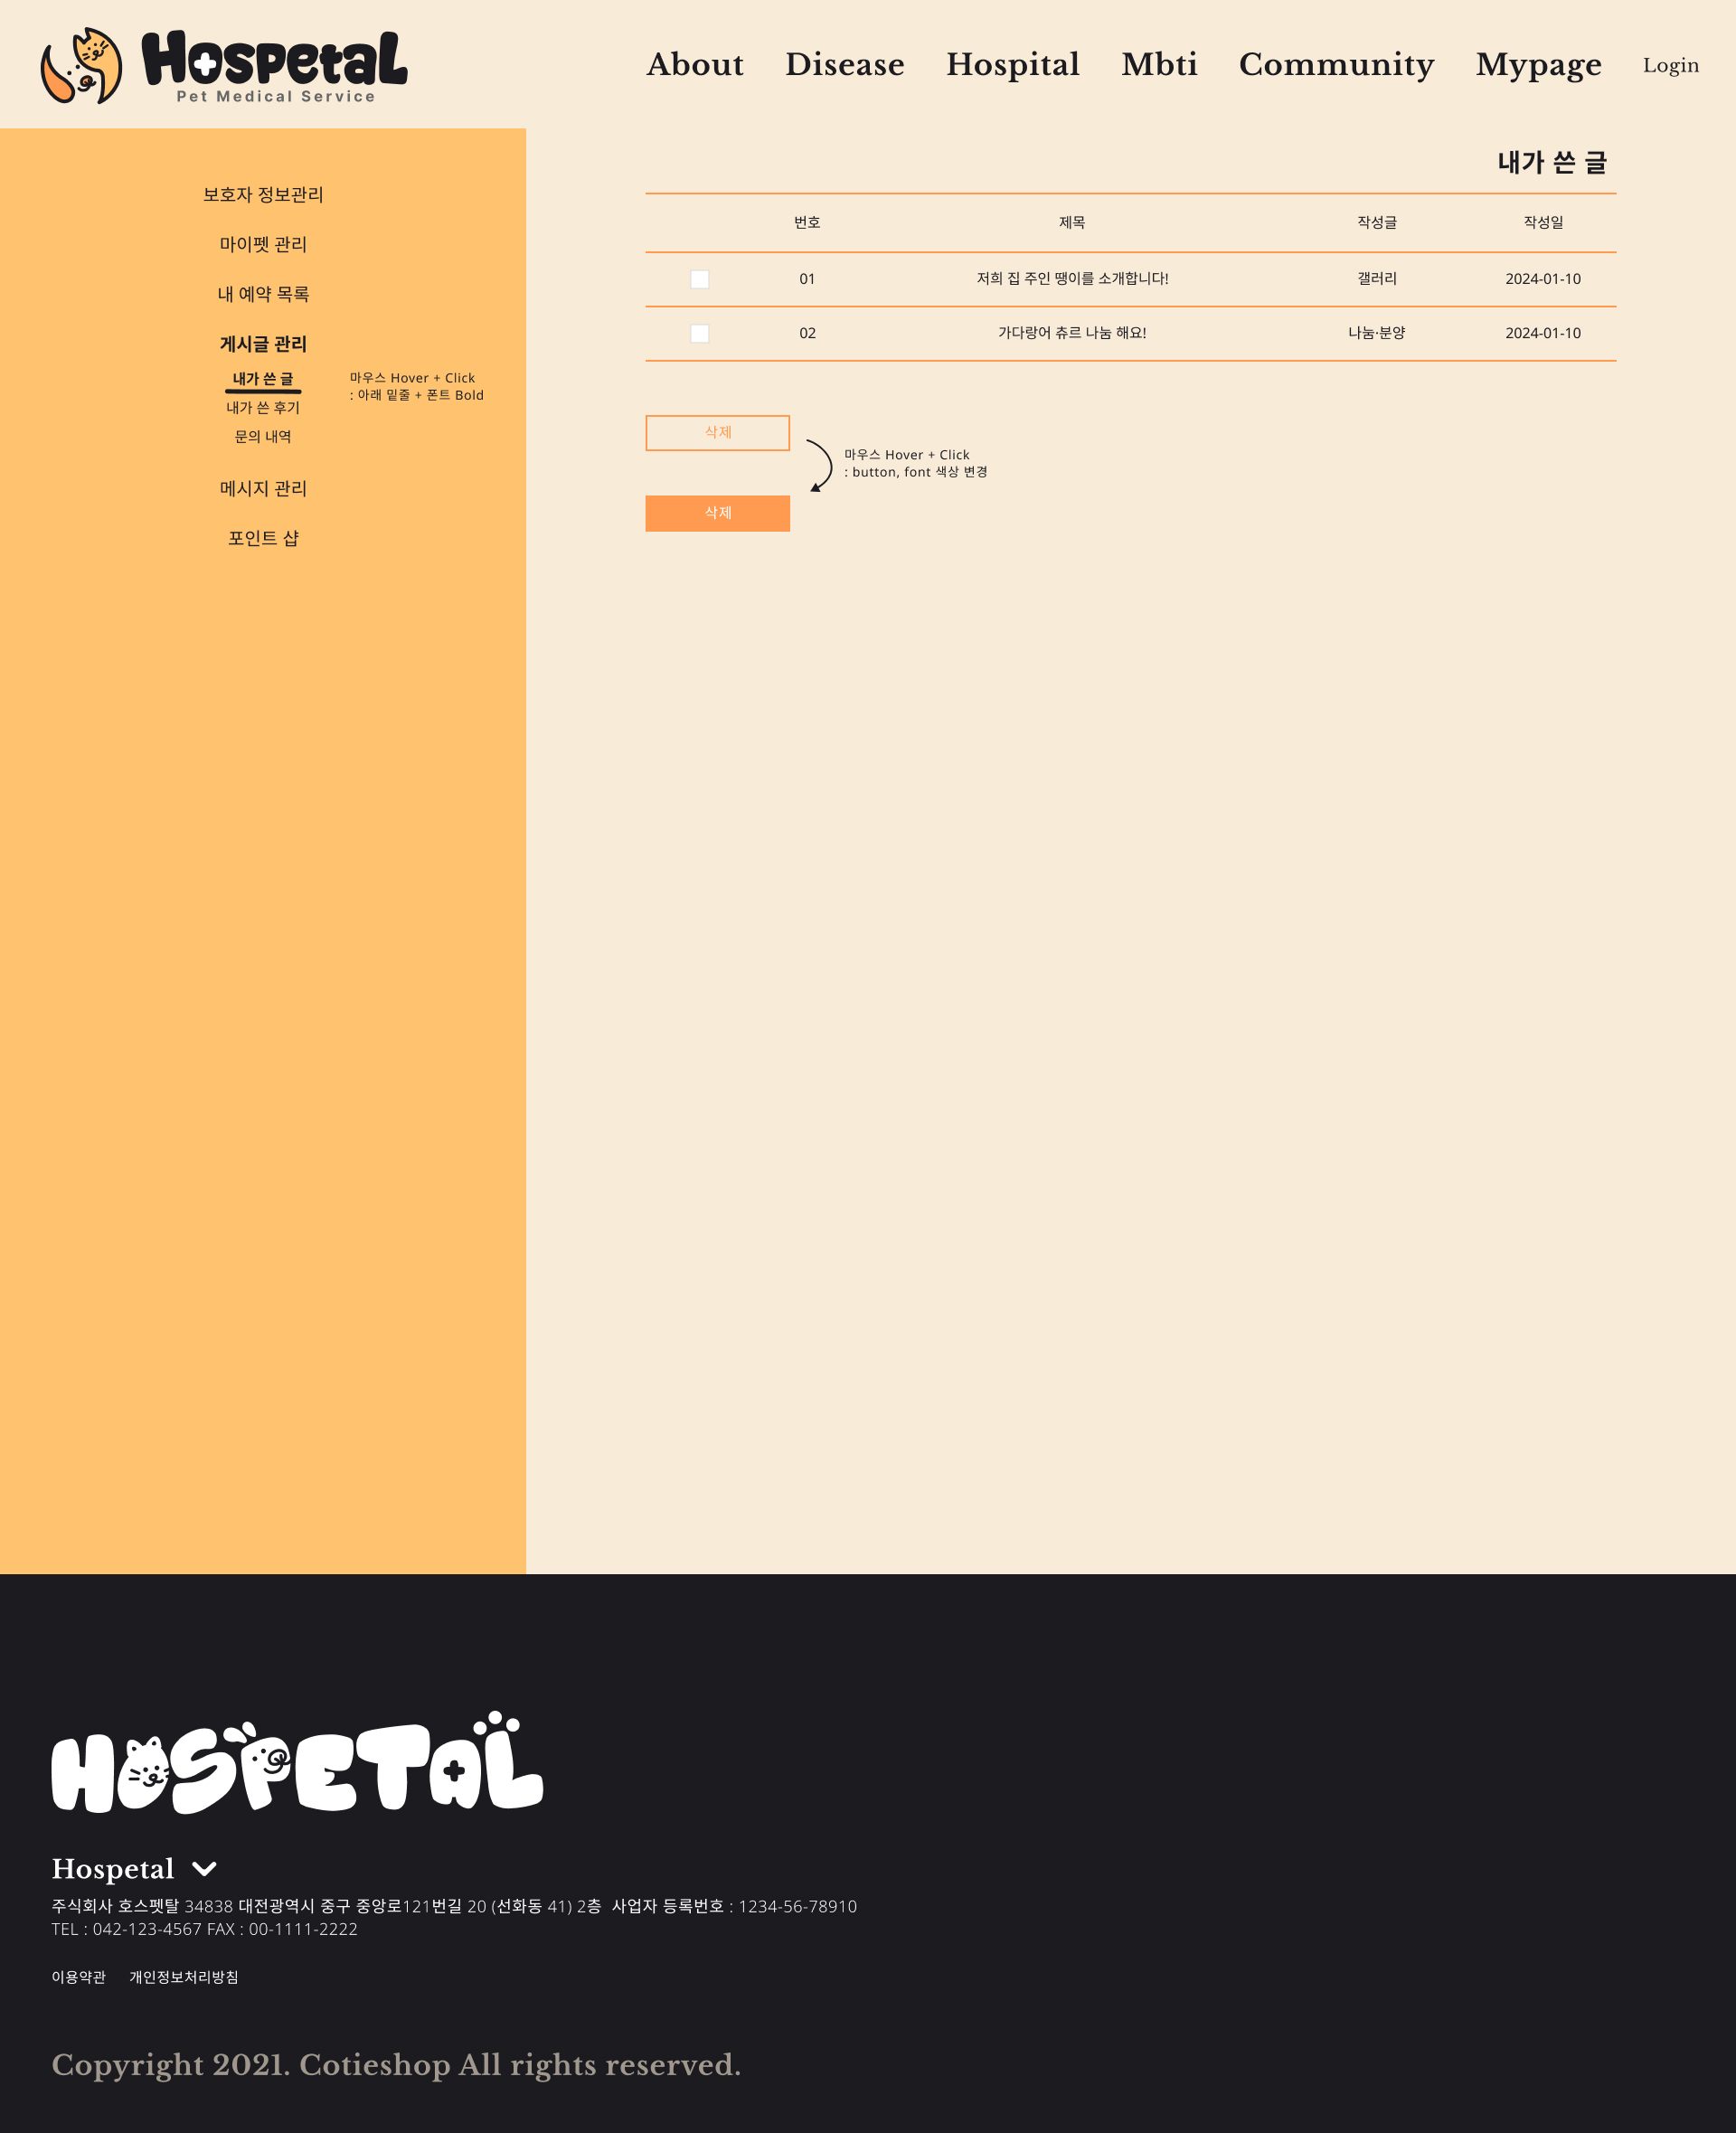 Hospetal
Pet Medical Service
About Disease Hospital Mbti Community Mypage Login
보호자 정보관리
마이펫 관리
내 예약 목록
게시글 관리
내가 쓴 글
내가 쓴 후기
문의 내역
마우스 Hover + Click
: 아래 밑줄 + 폰트 Bold
메시지 관리
포인트 샵
내가 쓴 글
번호 제목 작성글 작성일
01 저희 집 주인 땡이를 소개합니다! 갤러리 2024-01-10
02 가다랑어 츄르 나눔 해요! 나눔·분양 2024-01-10
삭제
마우스 Hover + Click
: button, font 색상 변경
삭제
HOSPETAL
Hospetal
주식회사 호스펫탈 34838 대전광역시 중구 중앙로121번길 20 (선화동 41) 2층 사업자 등록번호 : 1234-56-78910
TEL : 042-123-4567 FAX : 00-1111-2222
이용약관 개인정보처리방침
Copyright 2021. Cotieshop All rights reserved.